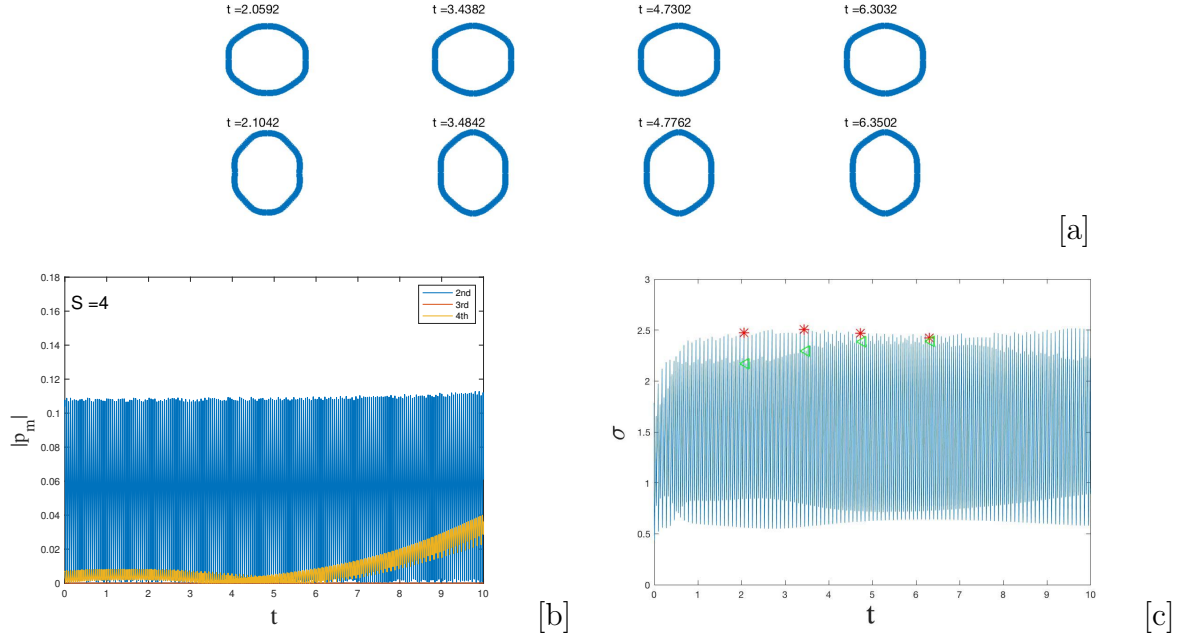 t =2.0592 t =3.4382 t =4.7302 t =6.3032
t =2.1042 t =3.4842 t =4.7762 t =6.3502
[a]
0.18
0.16
0.14
0.12
0.1
0.08
0.06
0.04
0.02
0
|p_m|
S =4
2nd
3rd
4th
0 1 2 3 4 5 6 7 8 9 10
t
[b]
3
2.5
2
1.5
1
0.5
0
σ
0 1 2 3 4 5 6 7 8 9 10
t
[c]